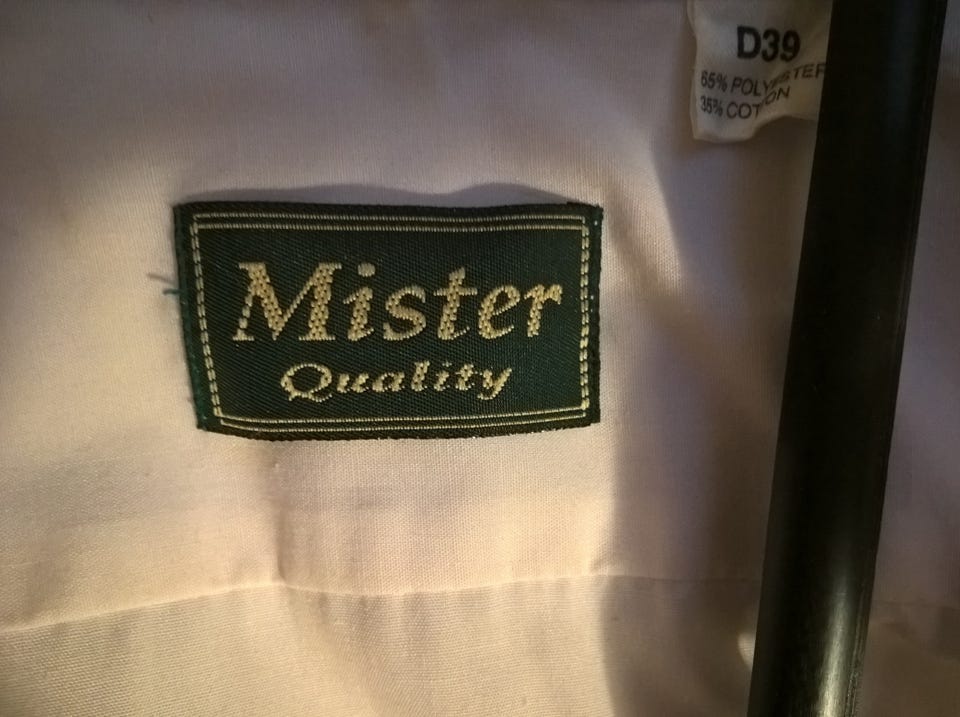 D39
65% POLYESTER
35% COTTON
Mister
Quality